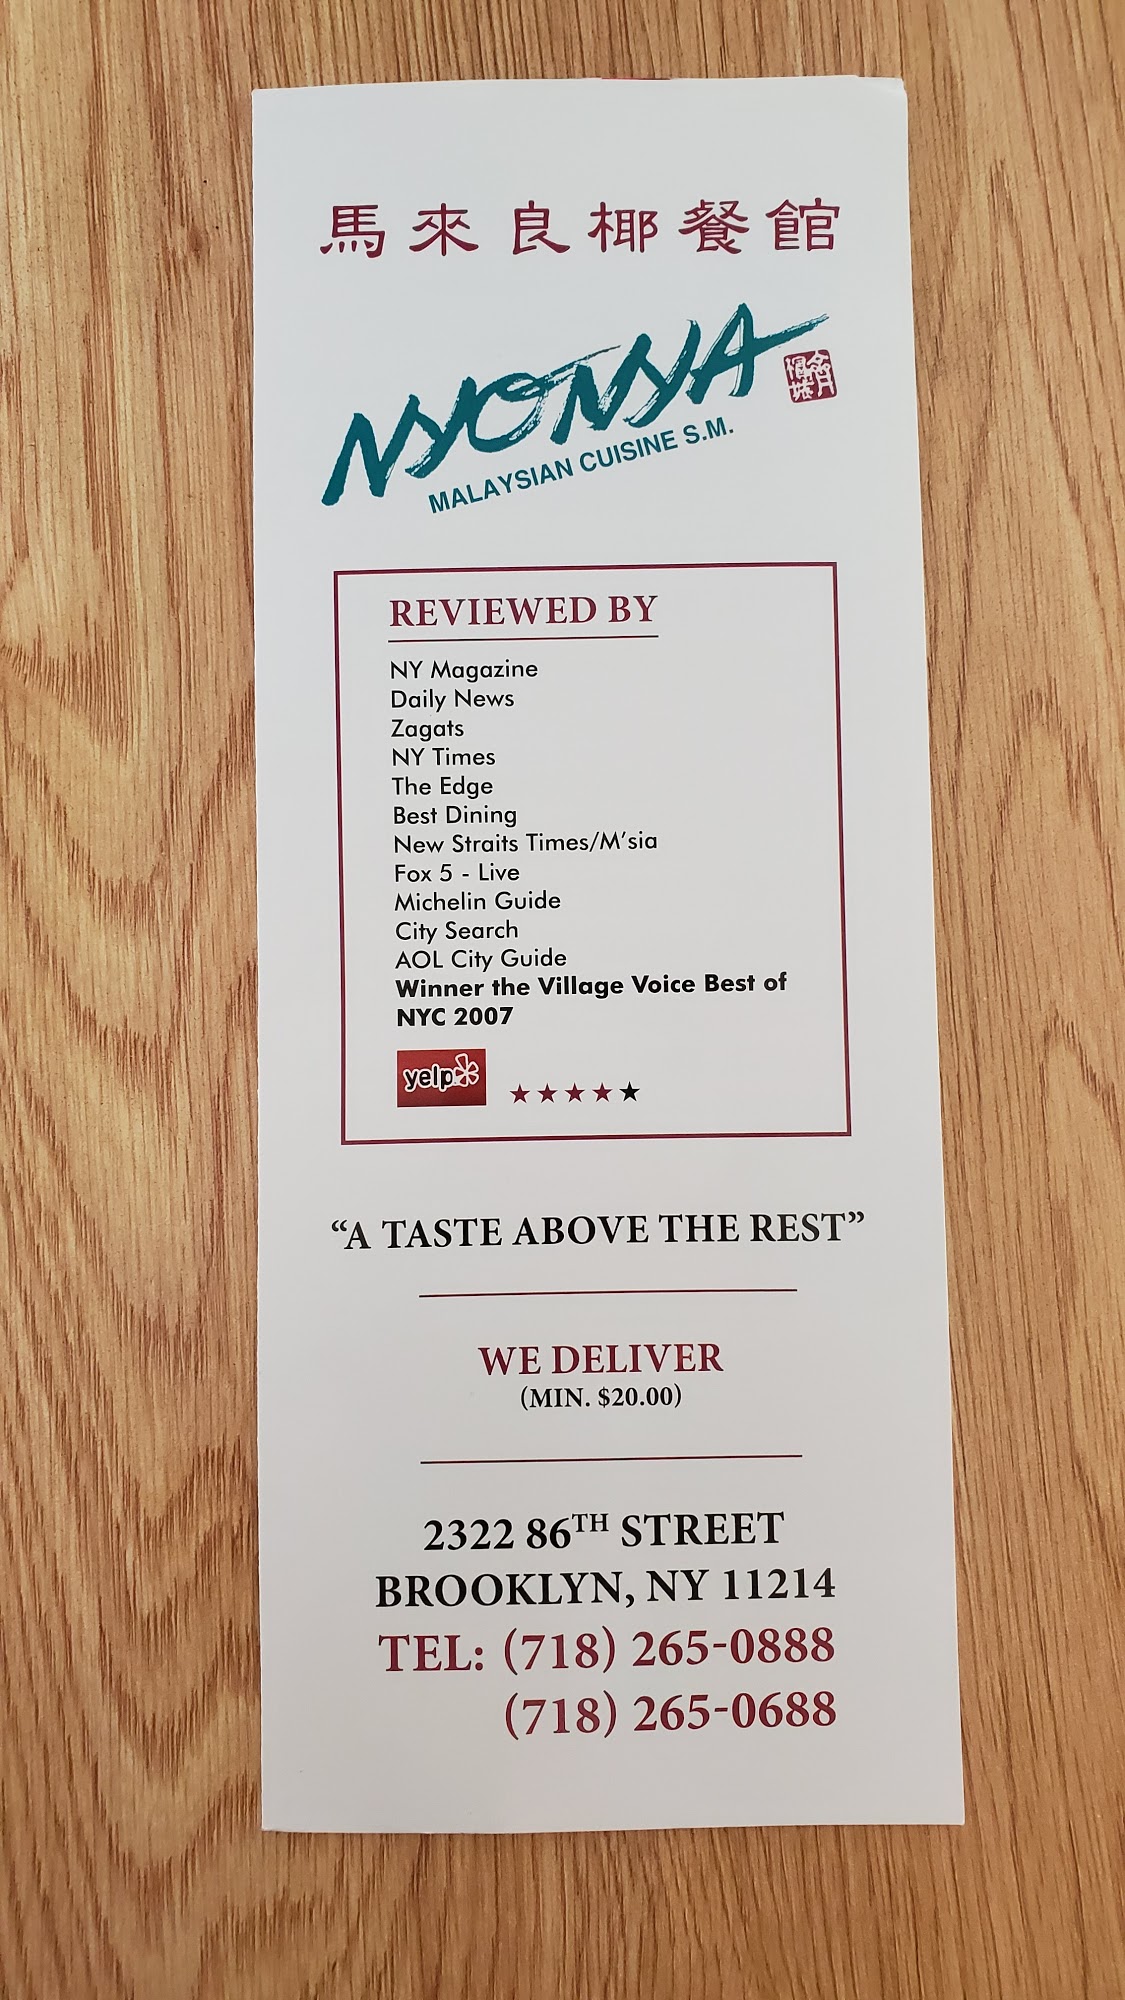 馬來良椰餐館
NYONYA
MALAYSIAN CUISINE S.M.
REVIEWED BY
NY Magazine
Daily News
Zagats
NY Times
The Edge
Best Dining
New Straits Times/M'sia
Fox 5 - Live
Michelin Guide
City Search
AOL City Guide
Winner the Village Voice Best of
NYC 2007
yelp
"A TASTE ABOVE THE REST"
WE DELIVER
(MIN. $20.00)
2322 86TH STREET
BROOKLYN, NY 11214
TEL: (718) 265-0888
(718) 265-0688